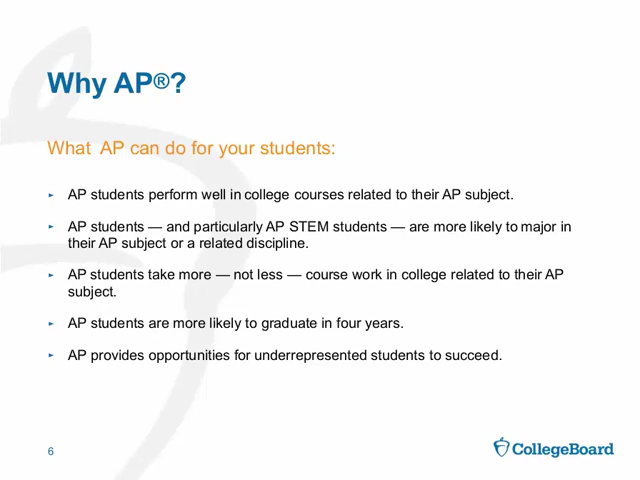 Why AP®?
What  AP can do for your students:
► AP students perform well in college courses related to their AP subject.
► AP students — and particularly AP STEM students — are more likely to major in
their AP subject or a related discipline.
► AP students take more — not less — course work in college related to their AP
subject.
► AP students are more likely to graduate in four years.
► AP provides opportunities for underrepresented students to succeed.
6
CollegeBoard